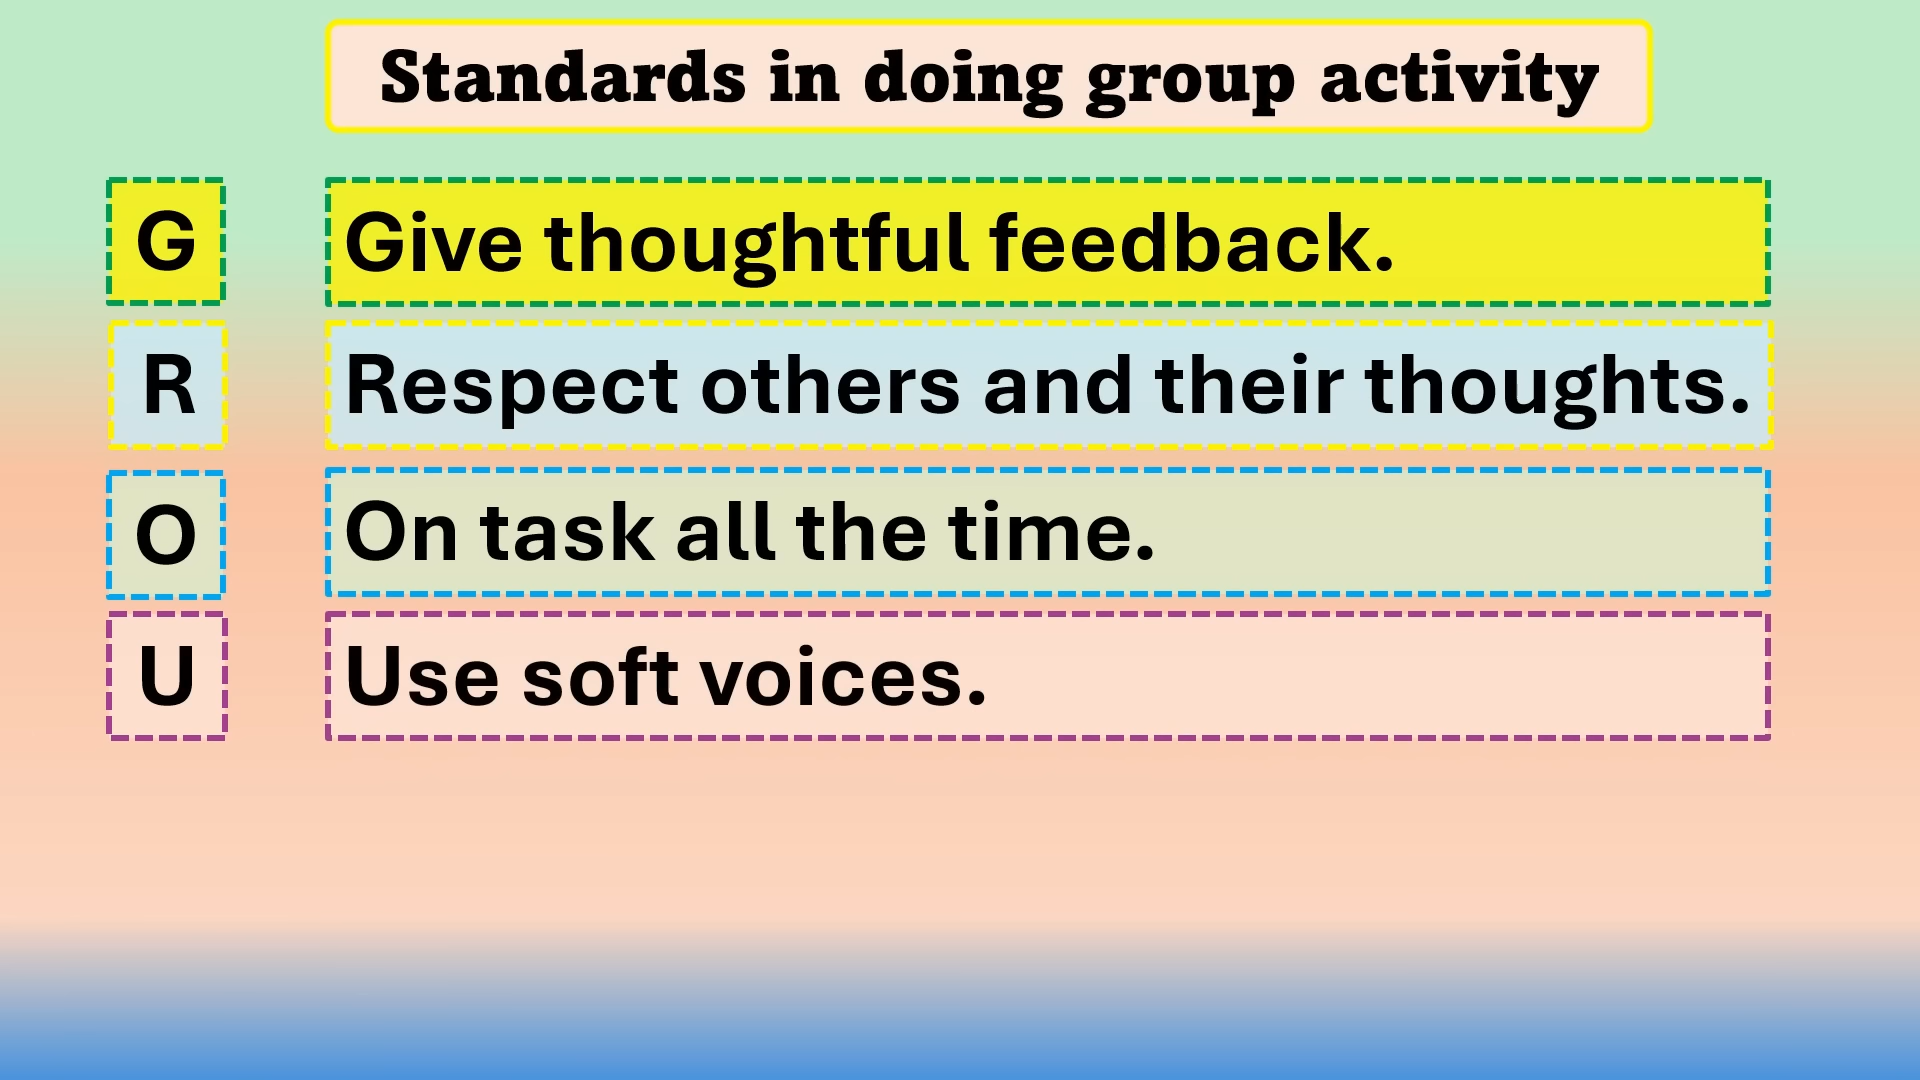 Standards in doing group activity
G Give thoughtful feedback.
R Respect others and their thoughts.
O On task all the time.
U Use soft voices.